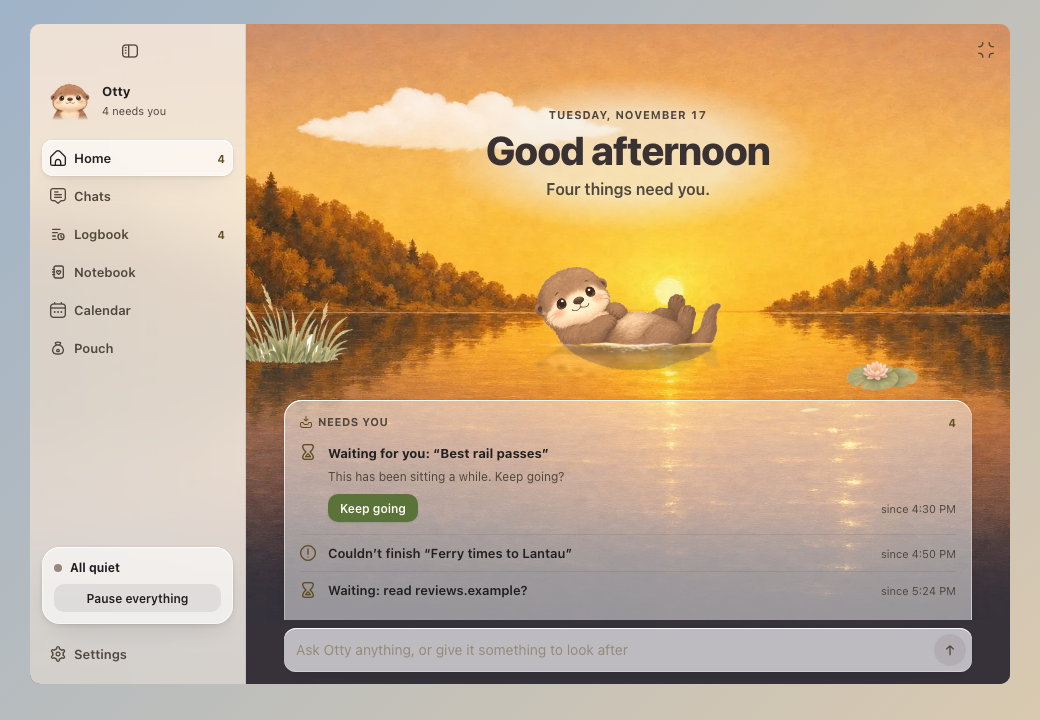 Otty
4 needs you
Home 4
Chats
Logbook 4
Notebook
Calendar
Pouch
All quiet
Pause everything
Settings
TUESDAY, NOVEMBER 17
Good afternoon
Four things need you.
NEEDS YOU 4
Waiting for you: “Best rail passes”
This has been sitting a while. Keep going?
Keep going since 4:30 PM
Couldn’t finish “Ferry times to Lantau” since 4:50 PM
Waiting: read reviews.example? since 5:24 PM
Ask Otty anything, or give it something to look after